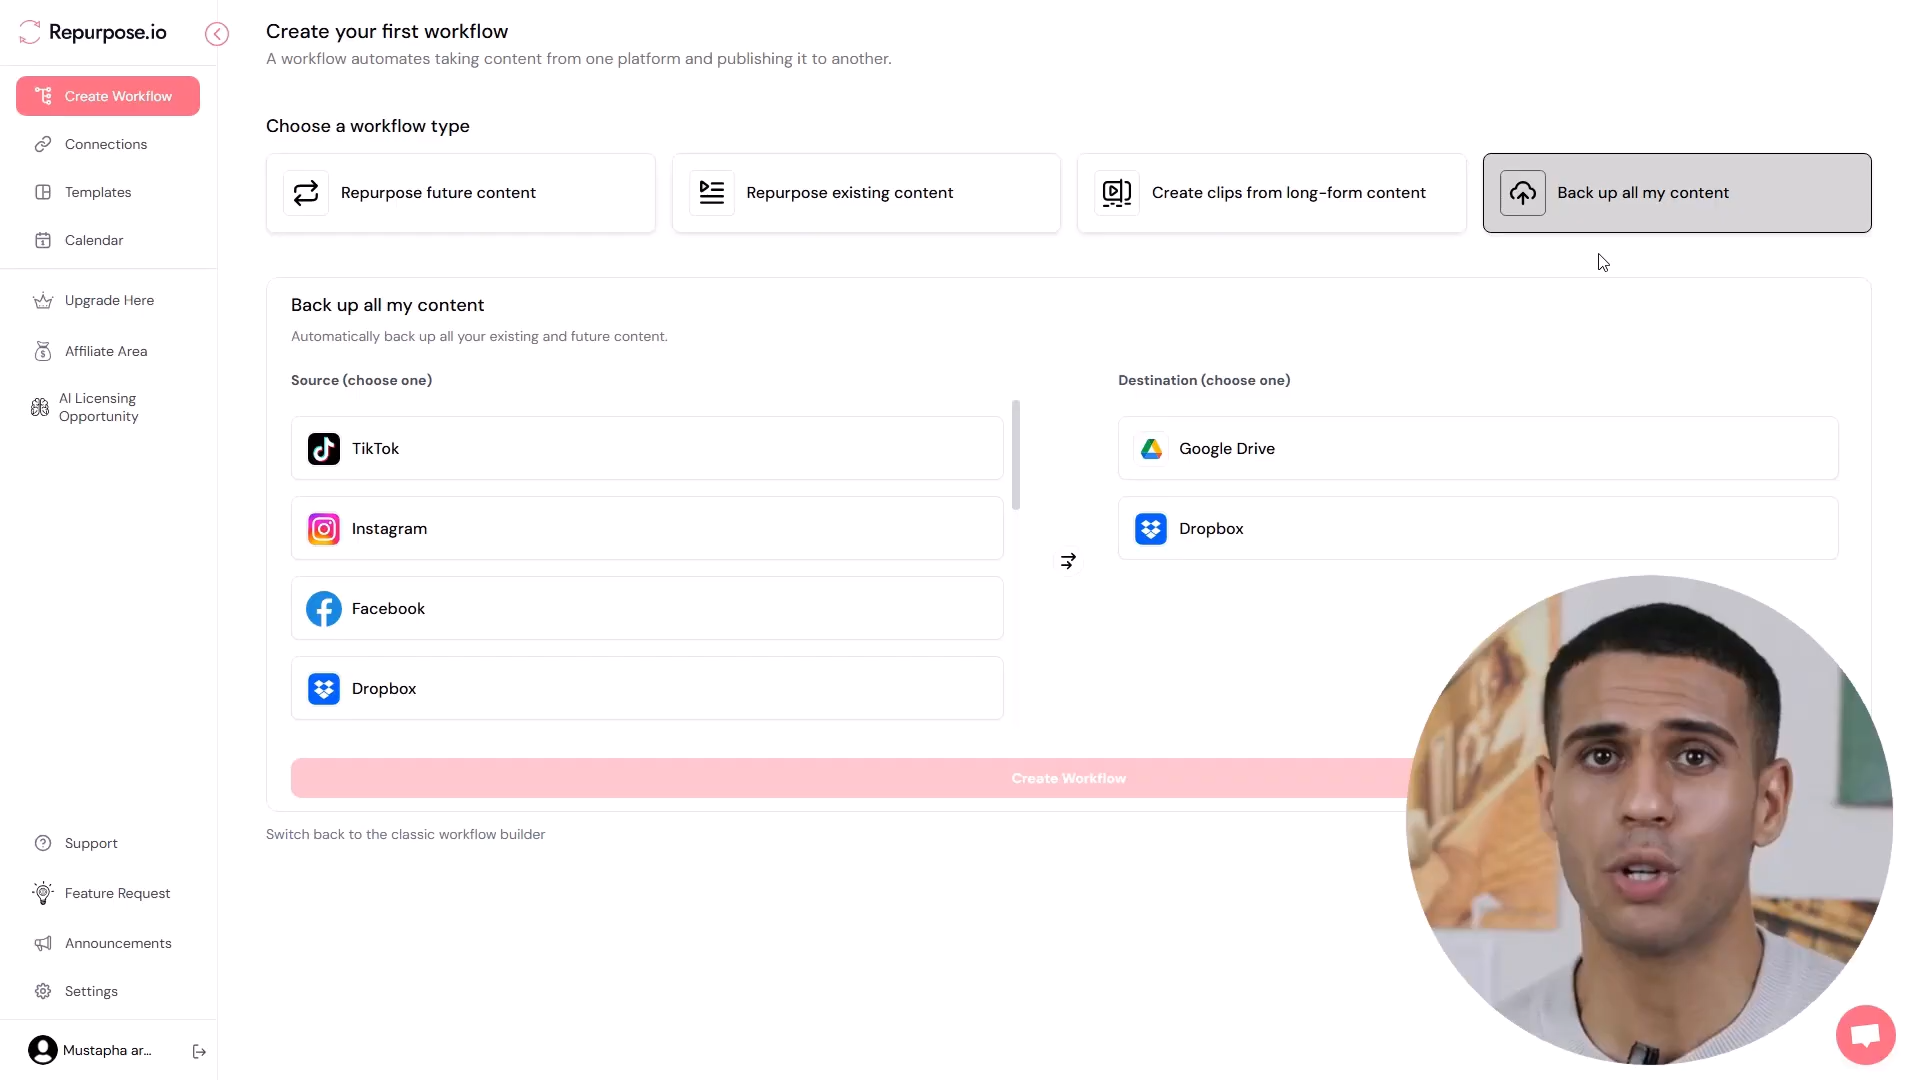 Repurpose.io
Create Workflow
Connections
Templates
Calendar
Upgrade Here
Affiliate Area
AI Licensing
Opportunity
Support
Feature Request
Announcements
Settings
Mustapha ar...
Create your first workflow
A workflow automates taking content from one platform and publishing it to another.
Choose a workflow type
Repurpose future content
Repurpose existing content
Create clips from long-form content
Back up all my content
Back up all my content
Automatically back up all your existing and future content.
Source (choose one)
TikTok
Instagram
Facebook
Dropbox
Destination (choose one)
Google Drive
Dropbox
Create Workflow
Switch back to the classic workflow builder